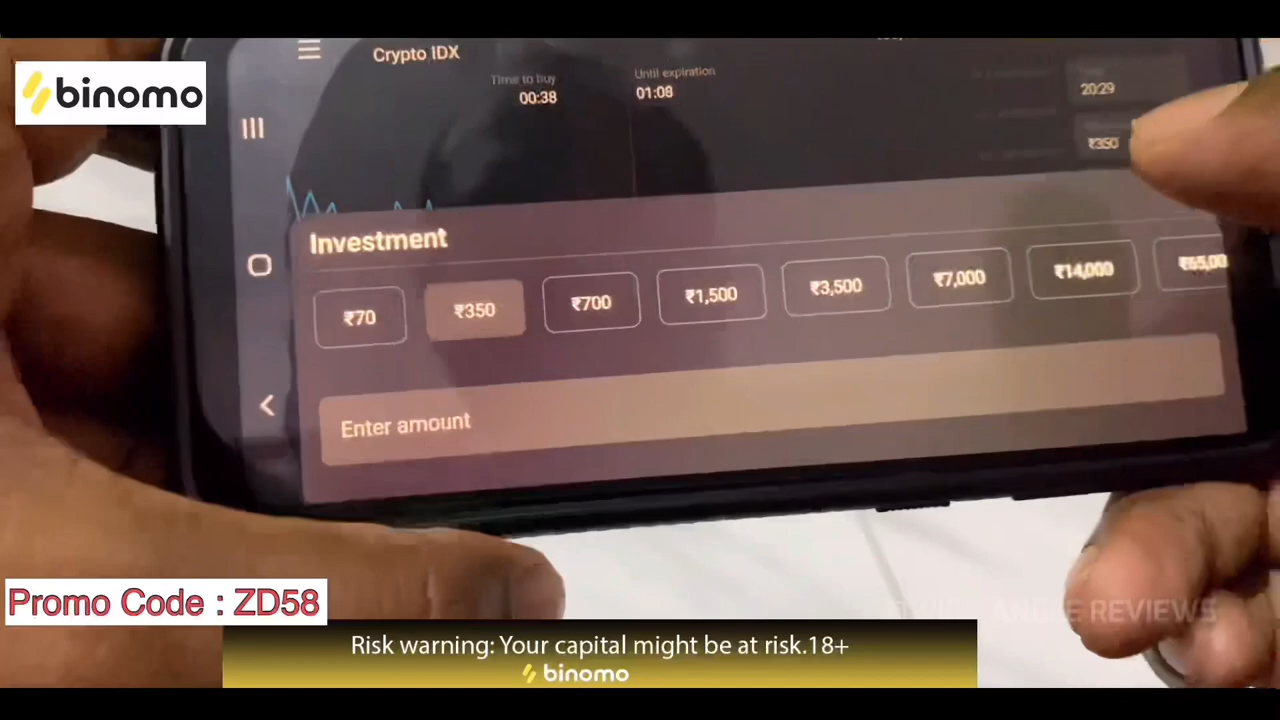 binomo
Crypto IDX
Time to buy
00:38
Until expiration
01:08
20:29
₹350
Investment
₹70
₹350
₹700
₹1,500
₹3,500
₹7,000
₹14,000
Enter amount
Promo Code : ZD58
REVIEWS
Risk warning: Your capital might be at risk.18+
binomo